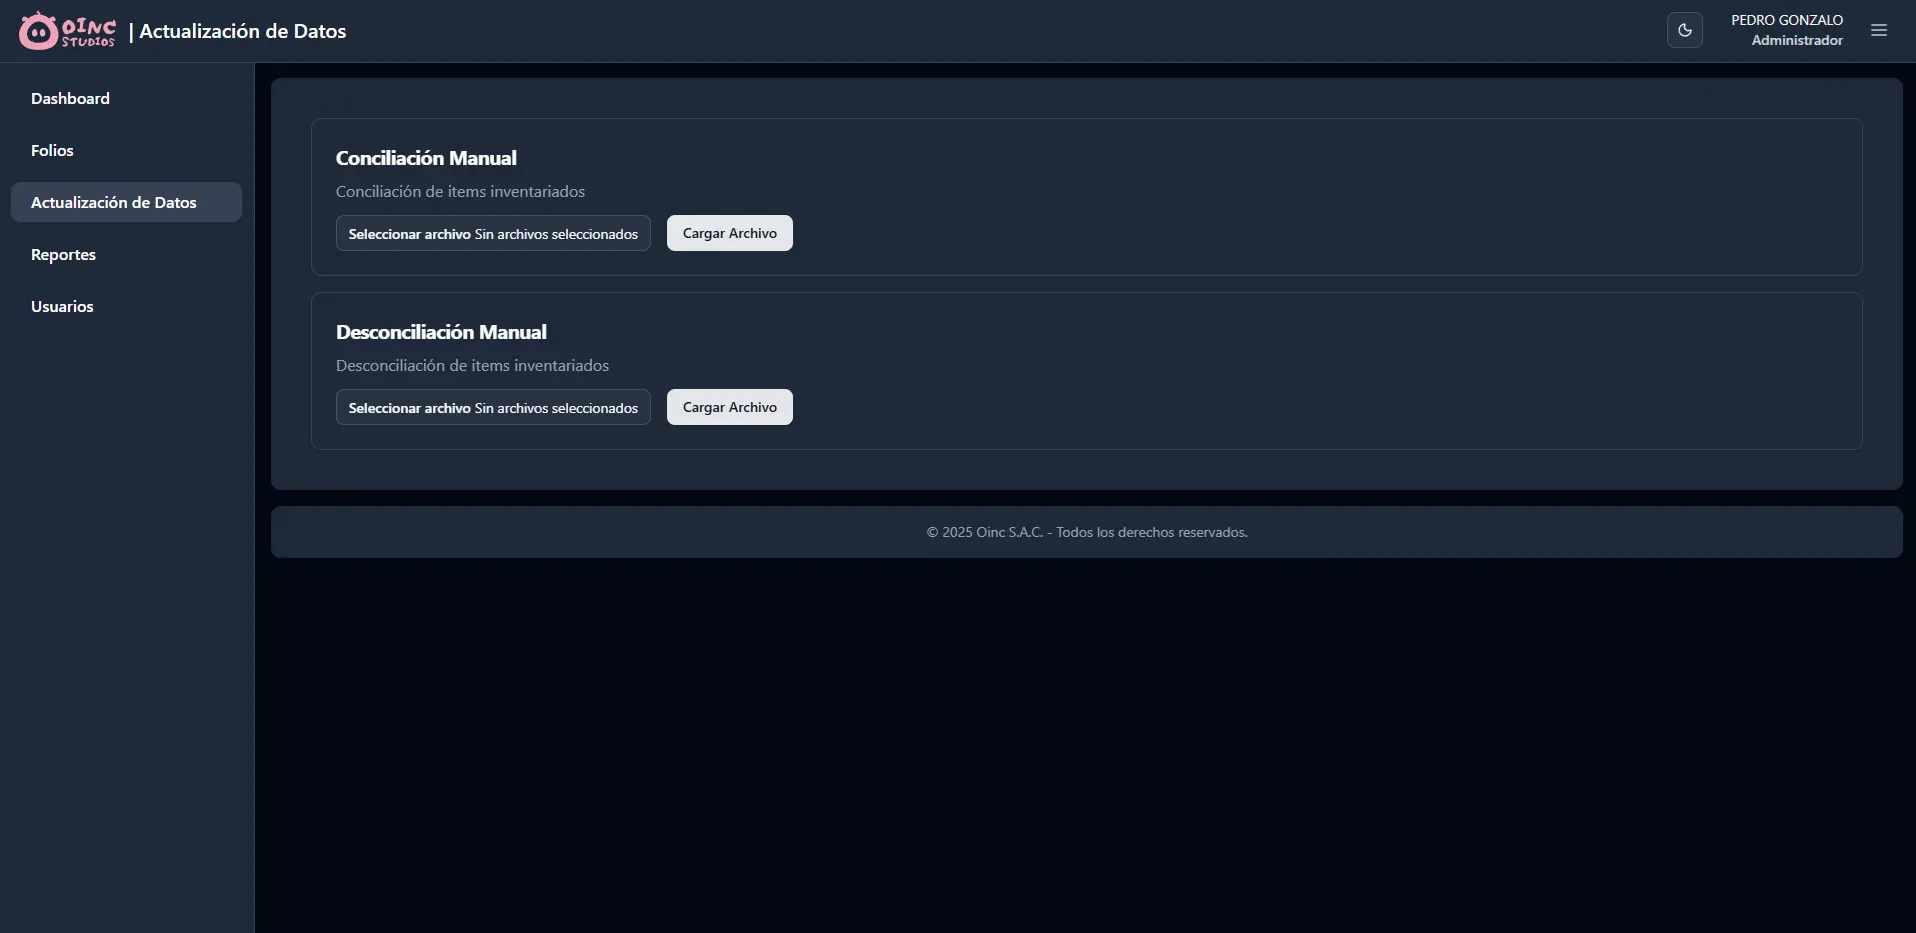 OINC
STUDIOS
| Actualización de Datos
PEDRO GONZALO
Administrador
Dashboard
Folios
Actualización de Datos
Reportes
Usuarios
Conciliación Manual
Conciliación de items inventariados
Seleccionar archivo Sin archivos seleccionados
Cargar Archivo
Desconciliación Manual
Desconciliación de items inventariados
Seleccionar archivo Sin archivos seleccionados
Cargar Archivo
© 2025 Oinc S.A.C. - Todos los derechos reservados.